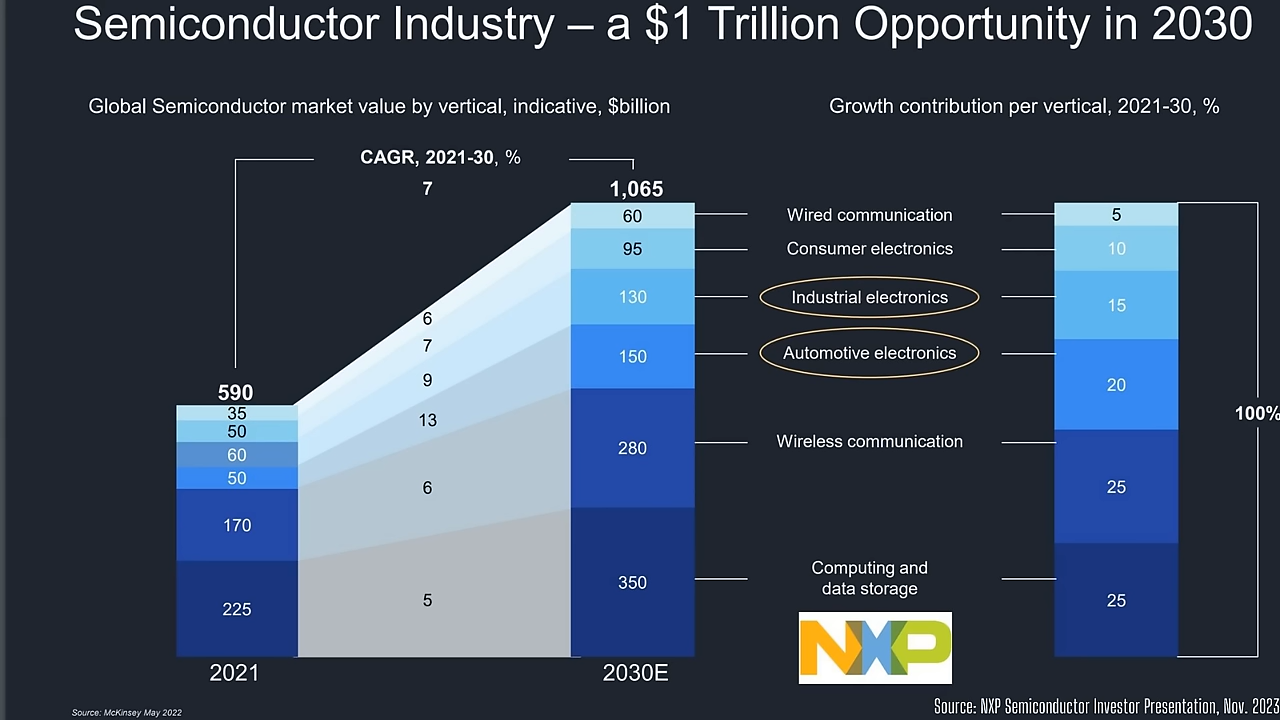 Semiconductor Industry – a $1 Trillion Opportunity in 2030
Global Semiconductor market value by vertical, indicative, $billion
Growth contribution per vertical, 2021-30, %
CAGR, 2021-30, %
7
1,065
60
95
130
150
280
350
6
7
9
13
6
5
590
35
50
60
50
170
225
2021
2030E
Wired communication
Consumer electronics
Industrial electronics
Automotive electronics
Wireless communication
Computing and
data storage
5
10
15
20
25
25
100%
NXP
Source: McKinsey May 2022
Source: NXP Semiconductor Investor Presentation, Nov. 2023